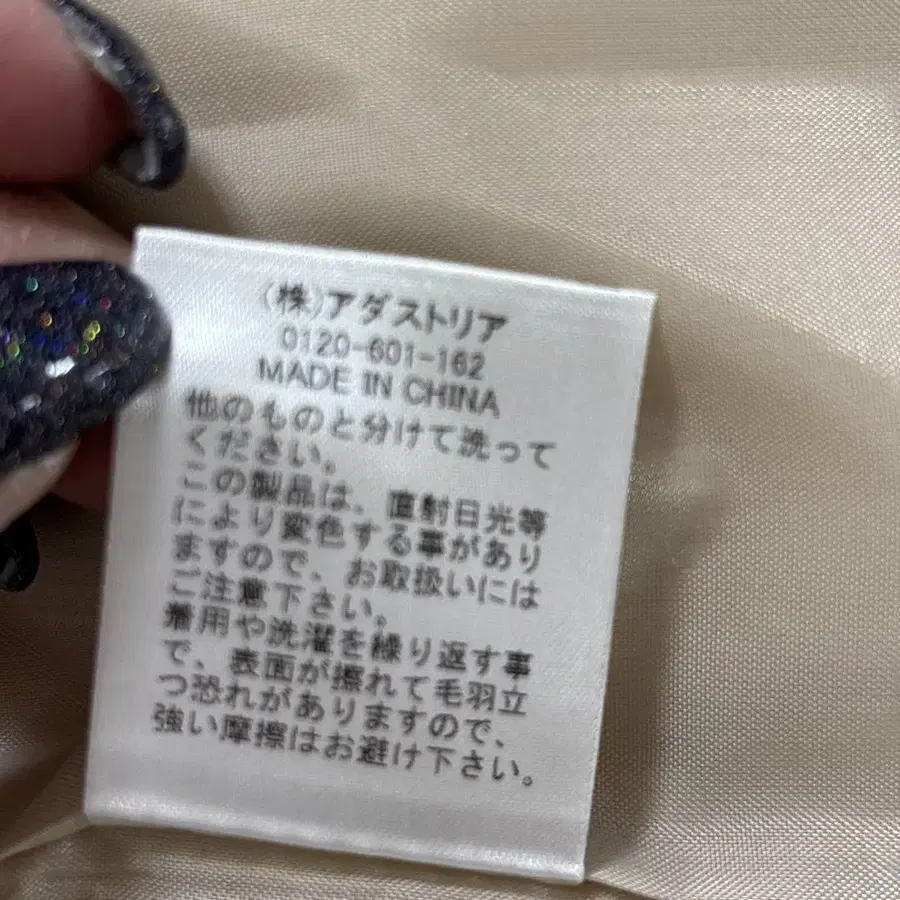 (株)アダストリア
0120-601-162
MADE IN CHINA
他のものと分けて洗って
ください。
この製品は、直射日光等
により変色する事があり
ますので、お取扱いには
ご注意下さい。
着用や洗濯を繰り返す事
で、表面が擦れて毛羽立
つ恐れがありますので、
強い摩擦はお避け下さい。